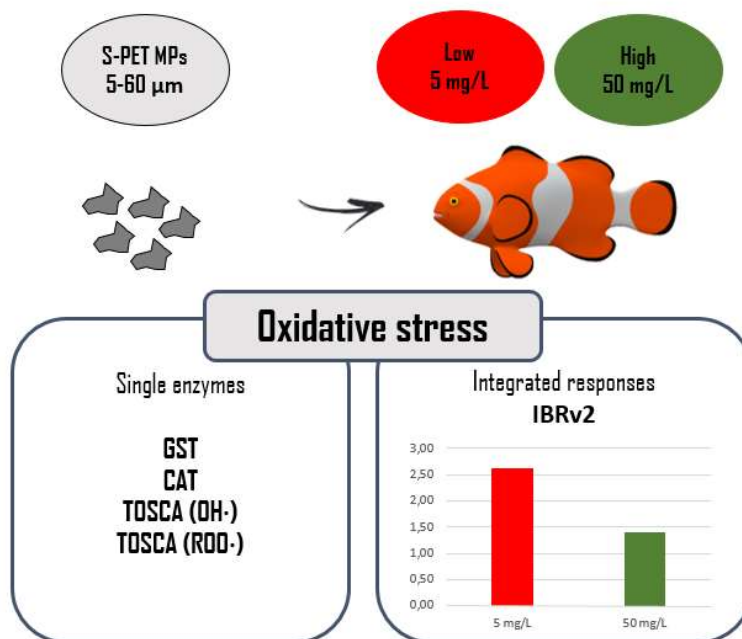 S-PET MPs
5-60 µm
Low
5 mg/L
High
50 mg/L
Oxidative stress
Single enzymes
GST
CAT
TOSCA (OH·)
TOSCA (ROO·)
Integrated responses
IBRv2
3,00
2,50
2,00
1,50
1,00
0,50
0,00
5 mg/L
50 mg/L